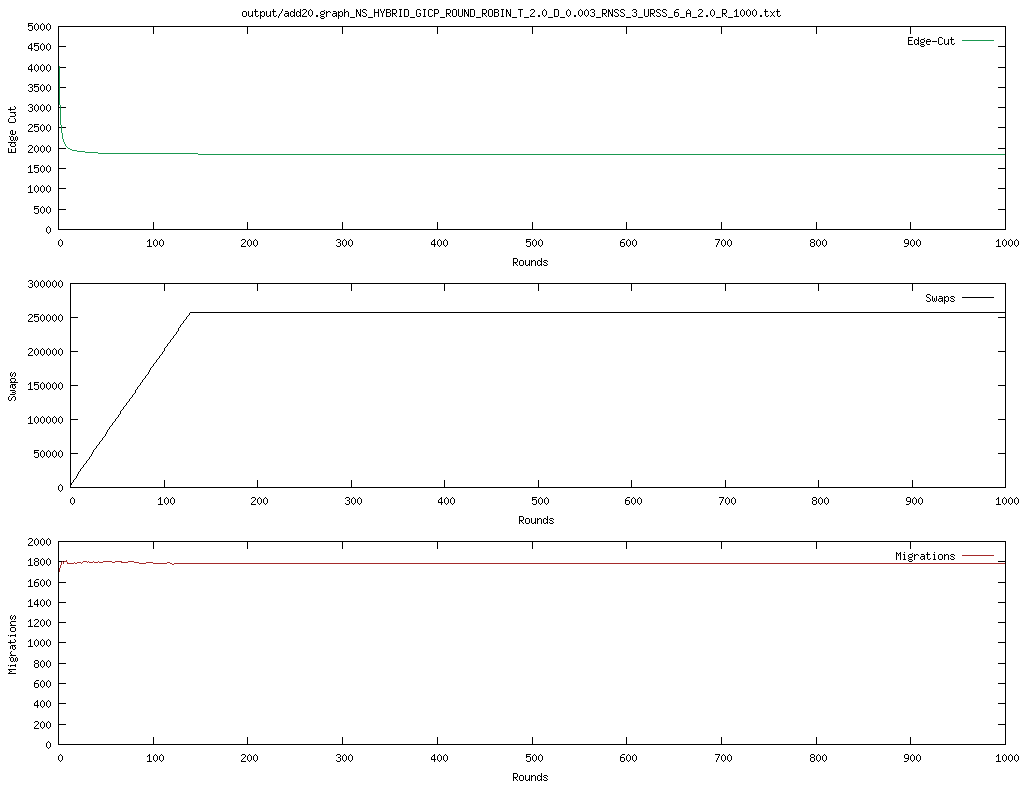 output/add20.graph_NS_HYBRID_GICP_ROUND_ROBIN_T_2.0_D_0.003_RNSS_3_URSS_6_A_2.0_R_1000.txt
5000
Edge-Cut
4500
4000
3500
3000
2500
2000
1500
1000
500
0
Edge Cut
0 100 200 300 400 500 600 700 800 900 1000
Rounds
300000
Swaps
250000
200000
150000
100000
50000
0
Swaps
0 100 200 300 400 500 600 700 800 900 1000
Rounds
2000
Migrations
1800
1600
1400
1200
1000
800
600
400
200
0
Migrations
0 100 200 300 400 500 600 700 800 900 1000
Rounds